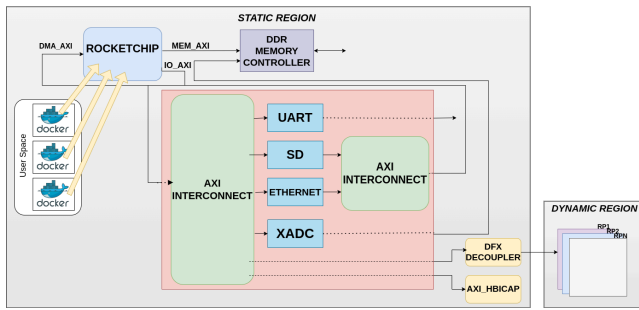 STATIC REGION
DMA_AXI
ROCKETCHIP
MEM_AXI
IO_AXI
DDR
MEMORY
CONTROLLER
User Space
docker
docker
docker
AXI
INTERCONNECT
UART
SD
ETHERNET
XADC
AXI
INTERCONNECT
DFX
DECOUPLER
AXI_HBICAP
DYNAMIC REGION
RP1
RP2
RPN